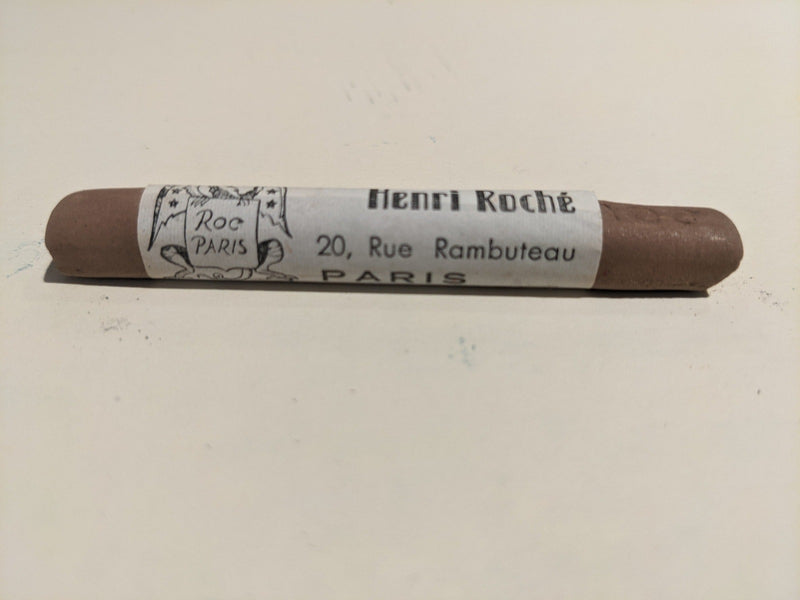 Roc
PARIS
Henri Roché
20, Rue Rambuteau
PARIS